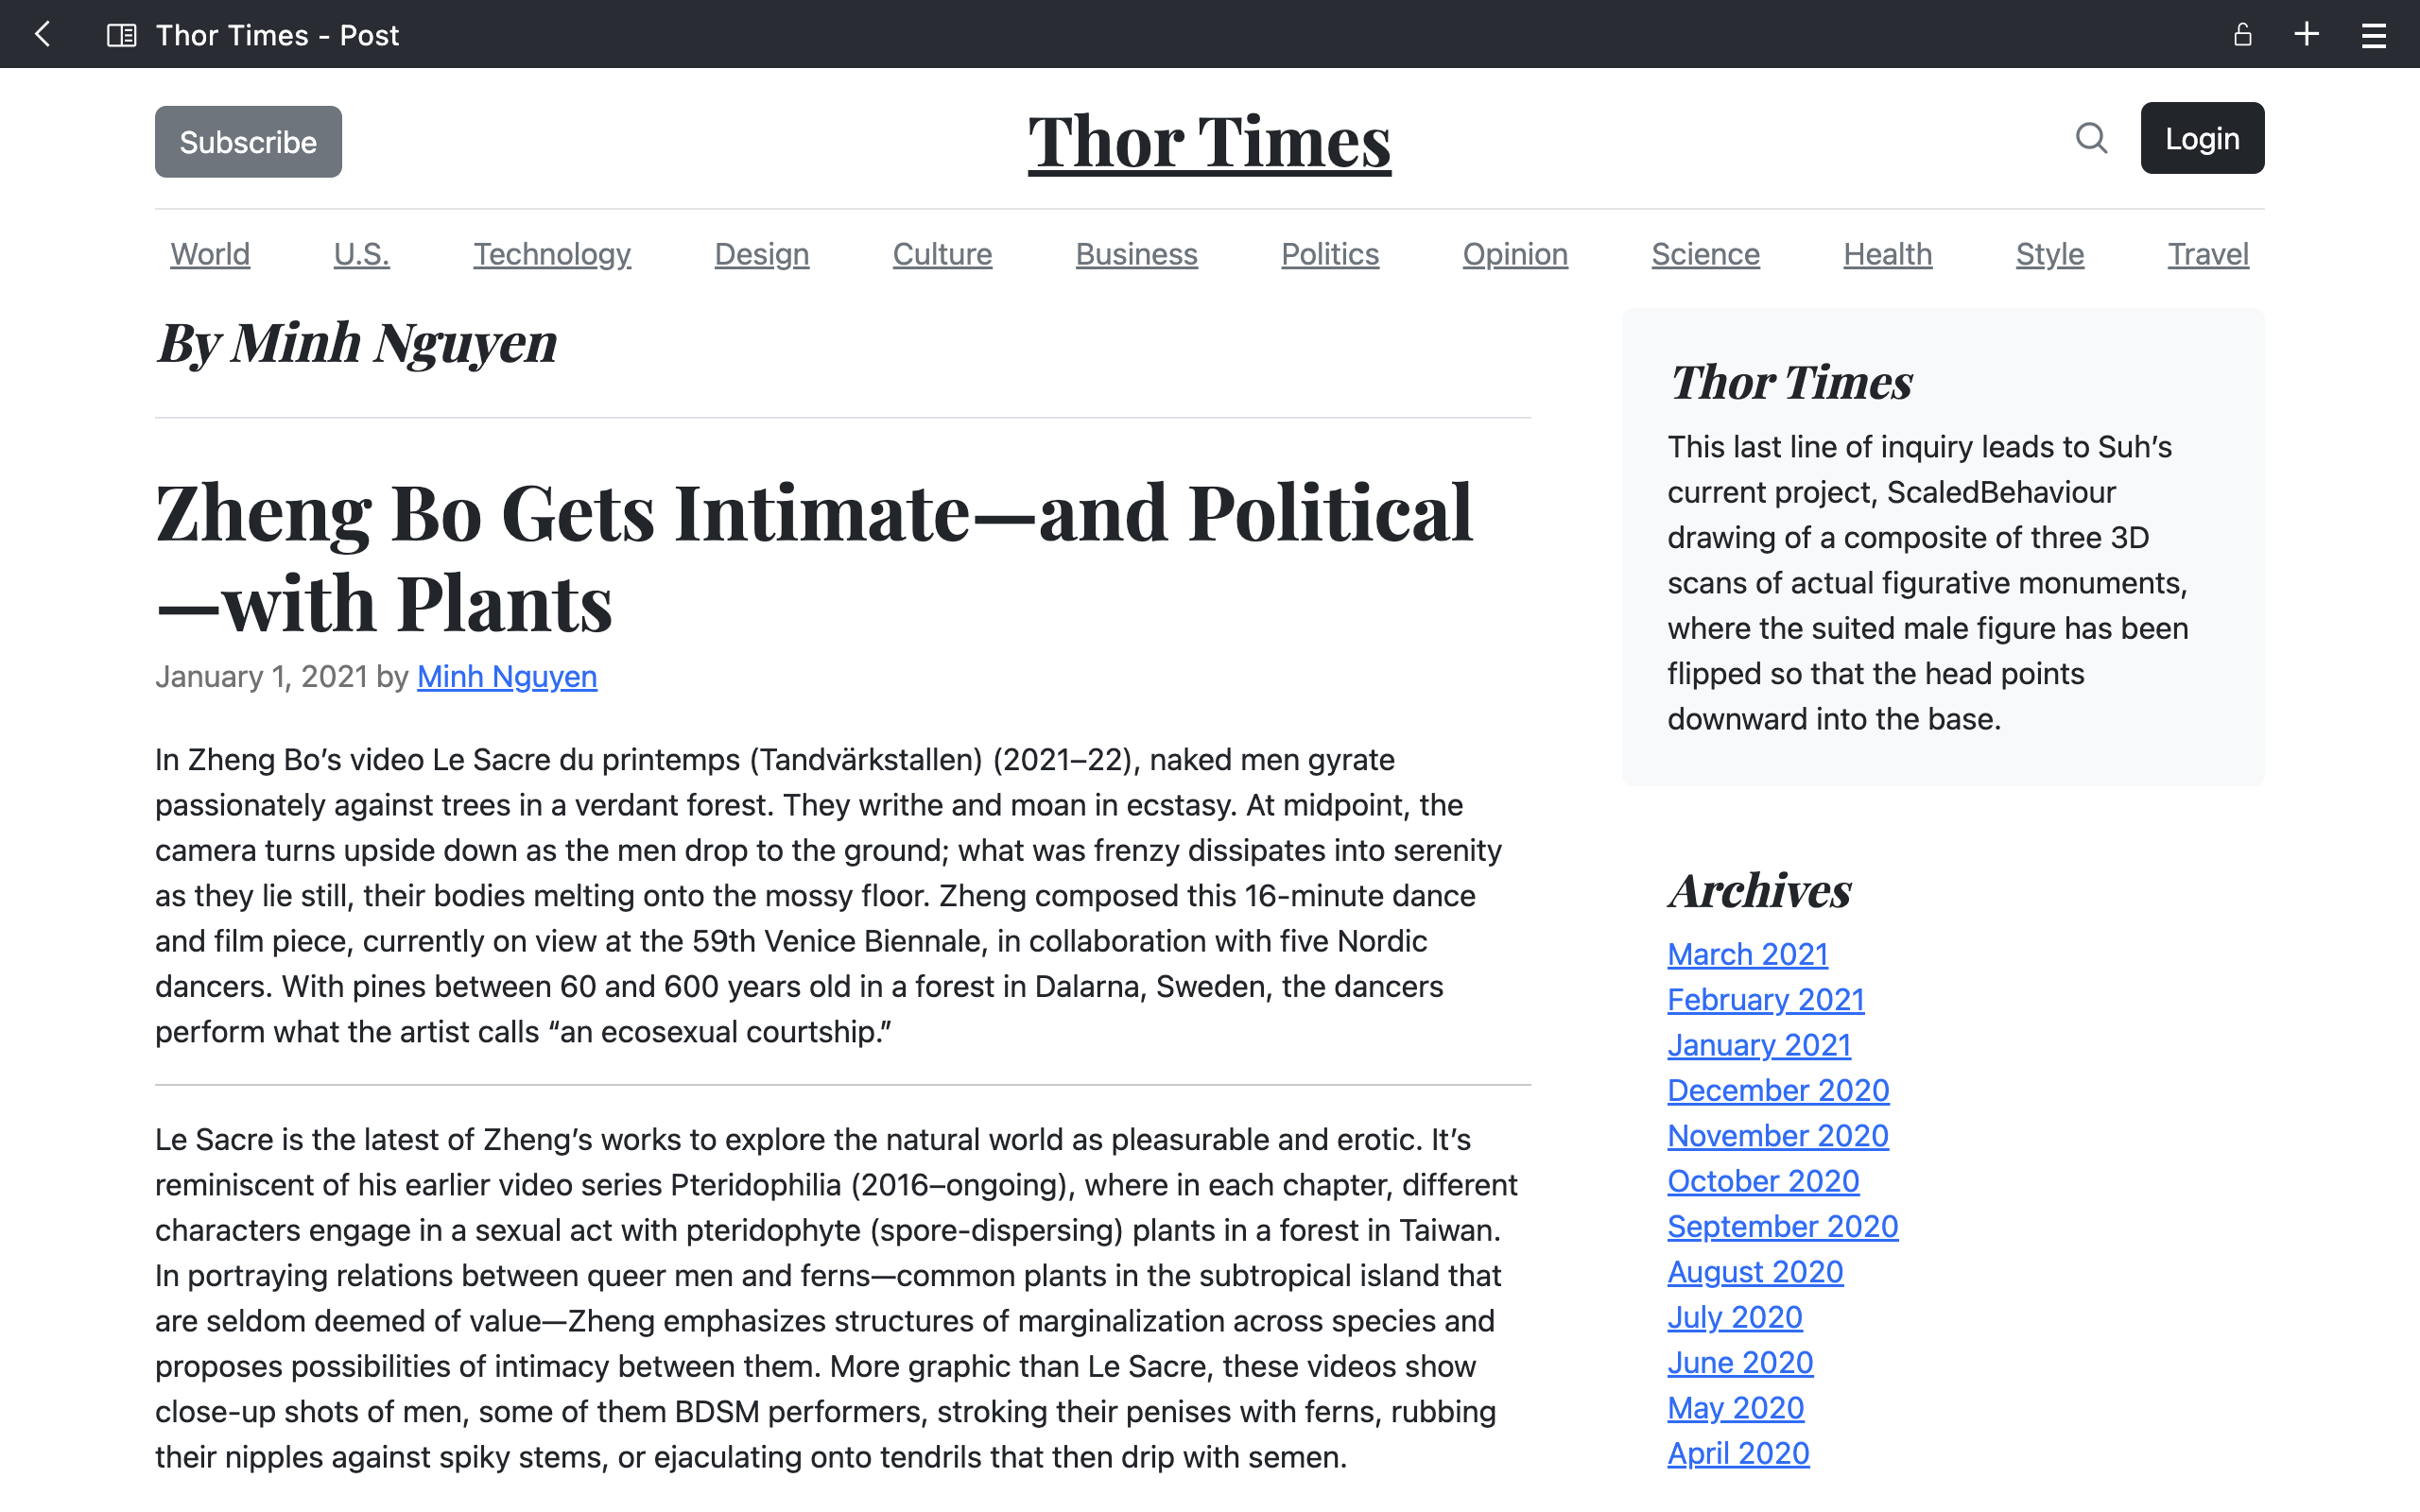 Thor Times - Post
Subscribe
Thor Times
Login
World
U.S.
Technology
Design
Culture
Business
Politics
Opinion
Science
Health
Style
Travel
By Minh Nguyen
Zheng Bo Gets Intimate—and Political
—with Plants
January 1, 2021 by Minh Nguyen
In Zheng Bo’s video Le Sacre du printemps (Tandvärkstallen) (2021–22), naked men gyrate
passionately against trees in a verdant forest. They writhe and moan in ecstasy. At midpoint, the
camera turns upside down as the men drop to the ground; what was frenzy dissipates into serenity
as they lie still, their bodies melting onto the mossy floor. Zheng composed this 16-minute dance
and film piece, currently on view at the 59th Venice Biennale, in collaboration with five Nordic
dancers. With pines between 60 and 600 years old in a forest in Dalarna, Sweden, the dancers
perform what the artist calls “an ecosexual courtship.”
Le Sacre is the latest of Zheng’s works to explore the natural world as pleasurable and erotic. It’s
reminiscent of his earlier video series Pteridophilia (2016–ongoing), where in each chapter, different
characters engage in a sexual act with pteridophyte (spore-dispersing) plants in a forest in Taiwan.
In portraying relations between queer men and ferns—common plants in the subtropical island that
are seldom deemed of value—Zheng emphasizes structures of marginalization across species and
proposes possibilities of intimacy between them. More graphic than Le Sacre, these videos show
close-up shots of men, some of them BDSM performers, stroking their penises with ferns, rubbing
their nipples against spiky stems, or ejaculating onto tendrils that then drip with semen.
Thor Times
This last line of inquiry leads to Suh’s
current project, ScaledBehaviour
drawing of a composite of three 3D
scans of actual figurative monuments,
where the suited male figure has been
flipped so that the head points
downward into the base.
Archives
March 2021
February 2021
January 2021
December 2020
November 2020
October 2020
September 2020
August 2020
July 2020
June 2020
May 2020
April 2020